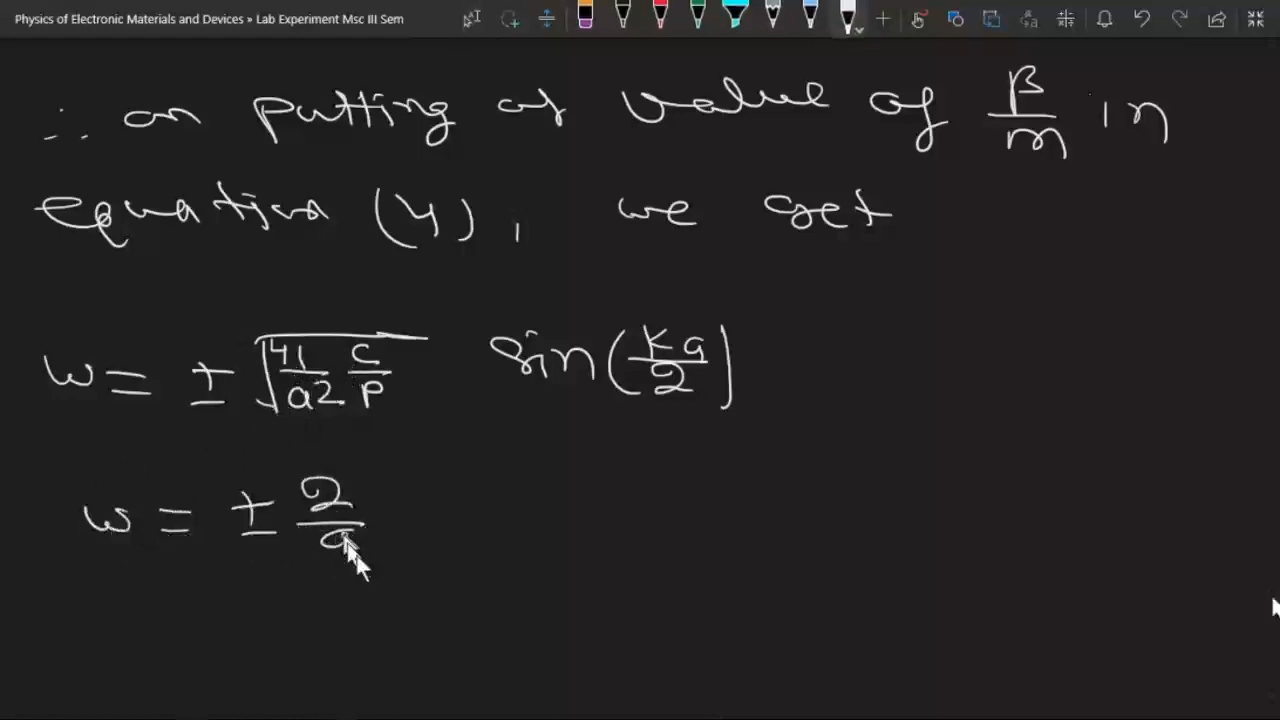 Physics of Electronic Materials and Devices » Lab Experiment Msc III Sem
∴ on putting of value of β/m in
equation (4), we get
w = ± √(41/a2 c/P) sin(Ka/2)
w = ± 2/a